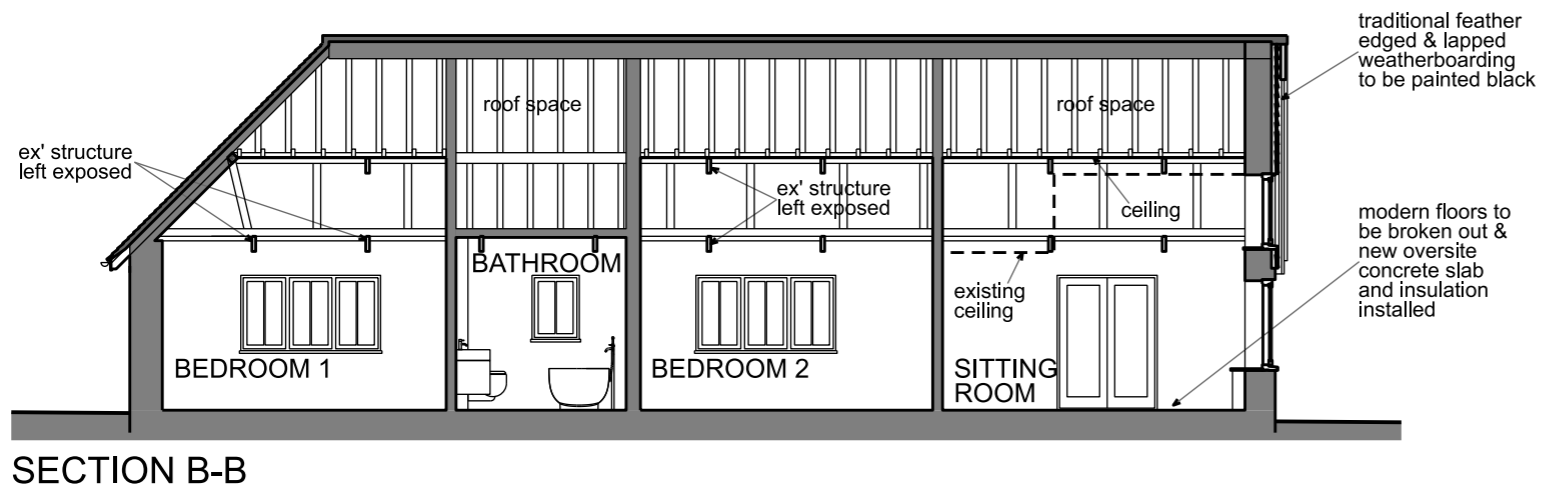 traditional feather
edged & lapped
weatherboarding
to be painted black
roof space
roof space
ex' structure
left exposed
ex' structure
left exposed
ceiling
modern floors to
be broken out &
new oversite
concrete slab
and insulation
installed
BATHROOM
existing
ceiling
BEDROOM 1
BEDROOM 2
SITTING
ROOM
SECTION B-B